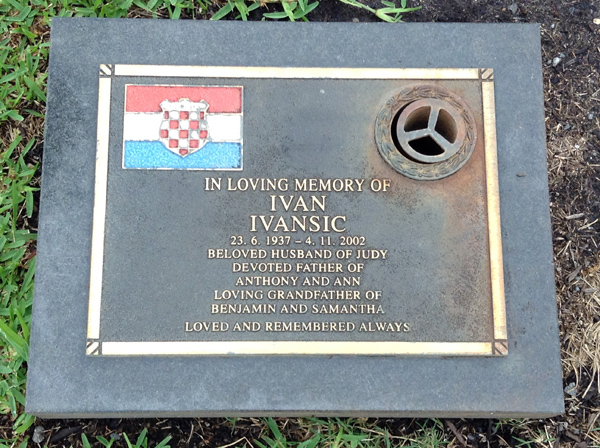 IN LOVING MEMORY OF
IVAN
IVANSIC
23. 6. 1937 – 4. 11. 2002
BELOVED HUSBAND OF JUDY
DEVOTED FATHER OF
ANTHONY AND ANN
LOVING GRANDFATHER OF
BENJAMIN AND SAMANTHA
LOVED AND REMEMBERED ALWAYS